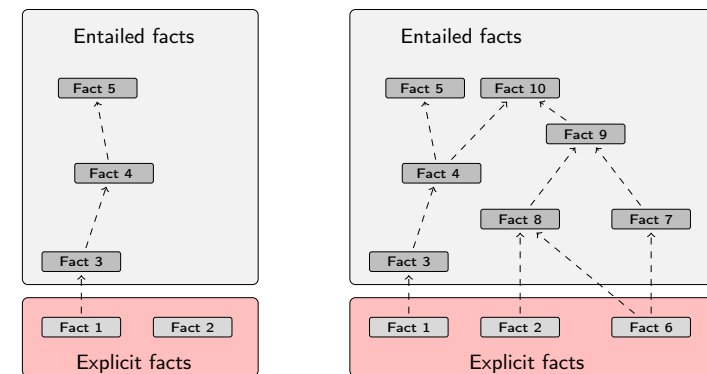 Entailed facts
Fact 5
Fact 4
Fact 3
Fact 1 Fact 2
Explicit facts
Entailed facts
Fact 5 Fact 10
Fact 9
Fact 4
Fact 8 Fact 7
Fact 3
Fact 1 Fact 2 Fact 6
Explicit facts